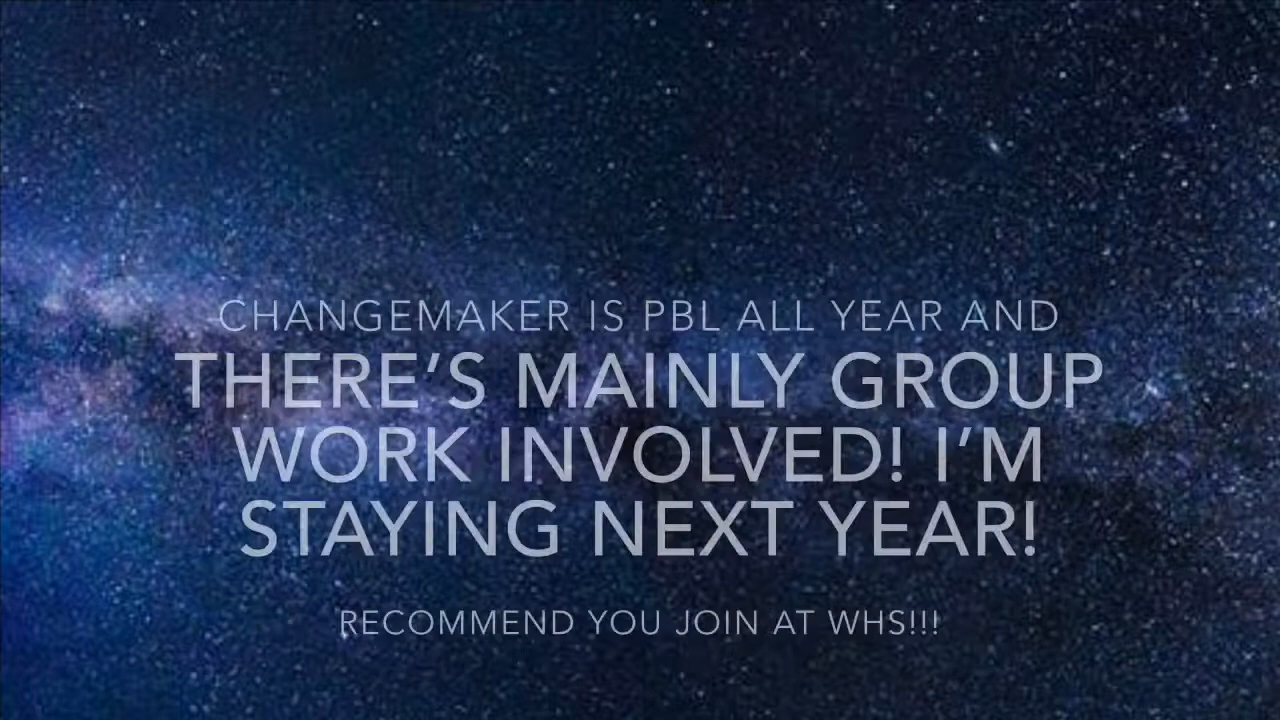 CHANGEMAKER IS PBL ALL YEAR AND
THERE’S MAINLY GROUP
WORK INVOLVED! I’M
STAYING NEXT YEAR!
RECOMMEND YOU JOIN AT WHS!!!